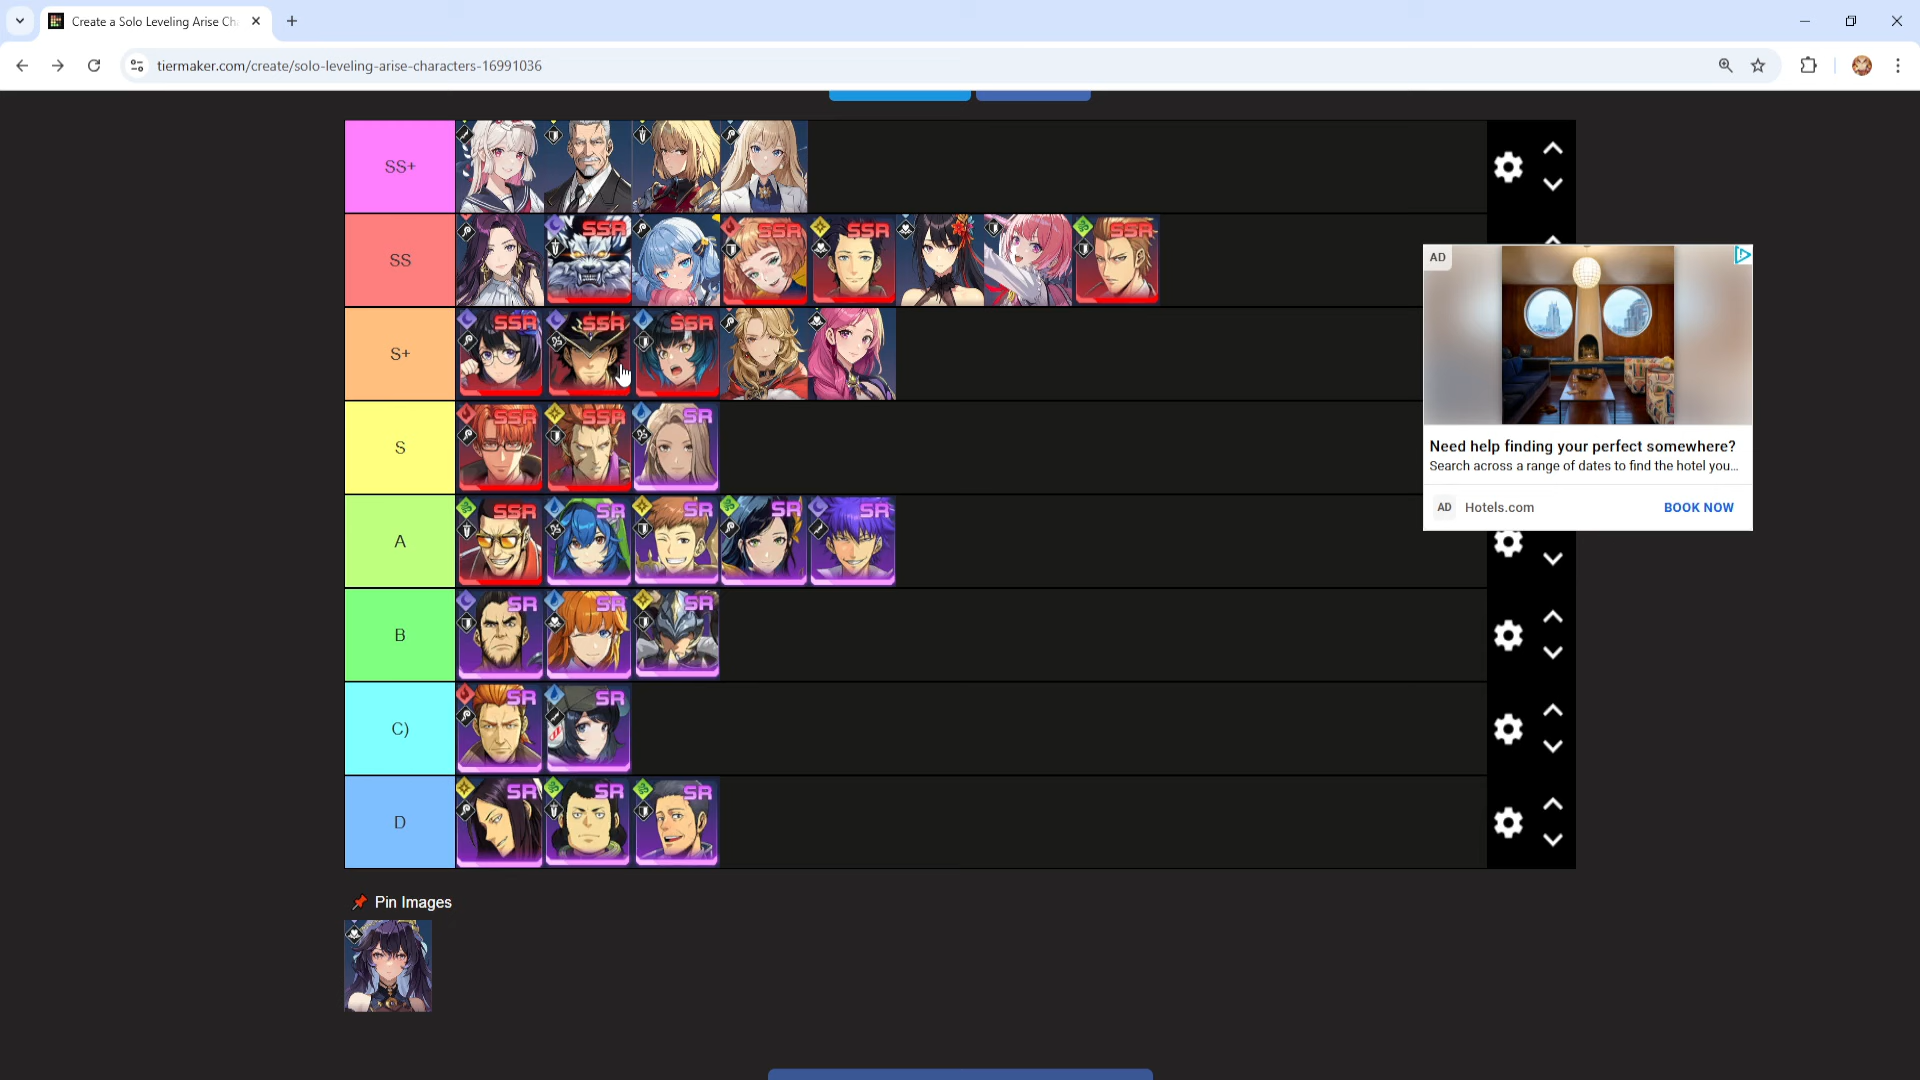 Create a Solo Leveling Arise Ch
tiermaker.com/create/solo-leveling-arise-characters-16991036
SS+
SS
SSR
SSR
SSR
SSR
S+
SSR
SSR
SSR
S
SSR
SSR
SR
A
SSR
SR
SR
SR
SR
B
SR
SR
SR
C)
SR
SR
D
SR
SR
SR
AD
Need help finding your perfect somewhere?
Search across a range of dates to find the hotel you...
AD
Hotels.com
BOOK NOW
Pin Images